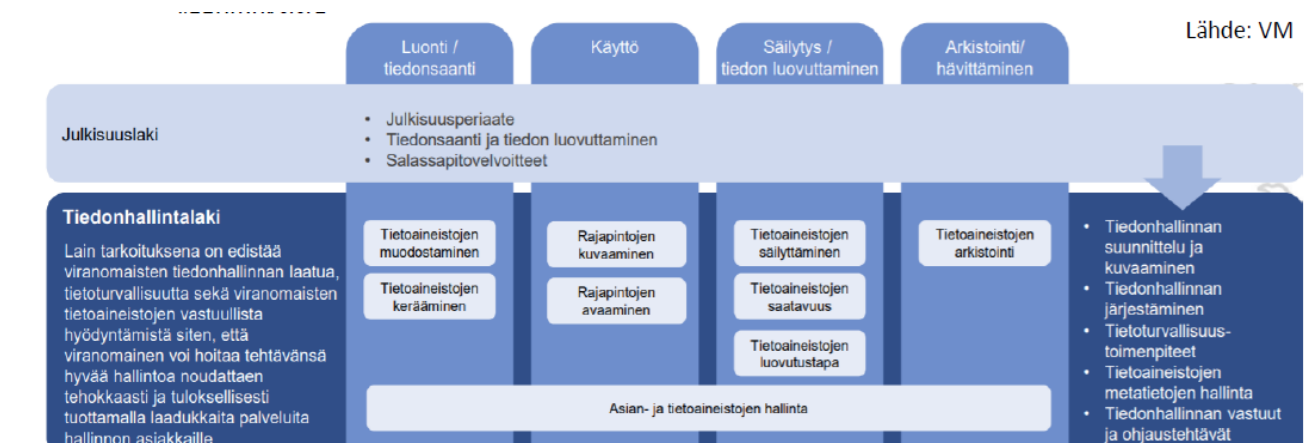 Lähde: VM
Luonti /
tiedonsaanti
Käyttö
Säilytys /
tiedon luovuttaminen
Arkistointi/
hävittäminen
Julkisuuslaki
• Julkisuusperiaate
• Tiedonsaanti ja tiedon luovuttaminen
• Salassapitovelvoitteet
Tiedonhallintalaki
Lain tarkoituksena on edistää
viranomaisten tiedonhallinnan laatua,
tietoturvallisuutta sekä viranomaisten
tietoaineistojen vastuullista
hyödyntämistä siten, että
viranomainen voi hoitaa tehtävänsä
hyvää hallintoa noudattaen
tehokkaasti ja tuloksellisesti
tuottamalla laadukkaita palveluita
hallinnon asiakkaille
Tietoaineistojen
muodostaminen
Tietoaineistojen
kerääminen
Rajapintojen
kuvaaminen
Rajapintojen
avaaminen
Tietoaineistojen
säilyttäminen
Tietoaineistojen
saatavuus
Tietoaineistojen
luovutustapa
Tietoaineistojen
arkistointi
Asian- ja tietoaineistojen hallinta
• Tiedonhallinnan
suunnittelu ja
kuvaaminen
• Tiedonhallinnan
järjestäminen
• Tietoturvallisuus-
toimenpiteet
• Tietoaineistojen
metatietojen hallinta
• Tiedonhallinnan vastuut
ja ohjaustehtävät